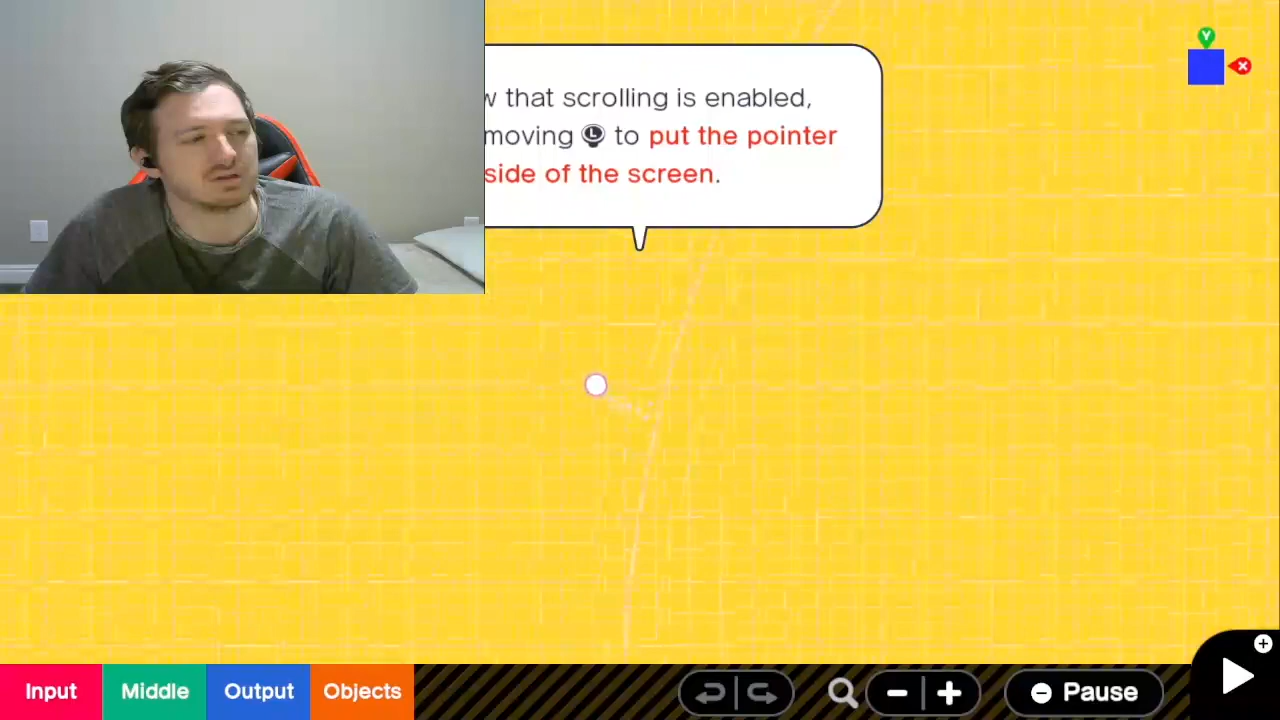 w that scrolling is enabled,
moving L to put the pointer
side of the screen.
Y
X
Input
Middle
Output
Objects
Pause